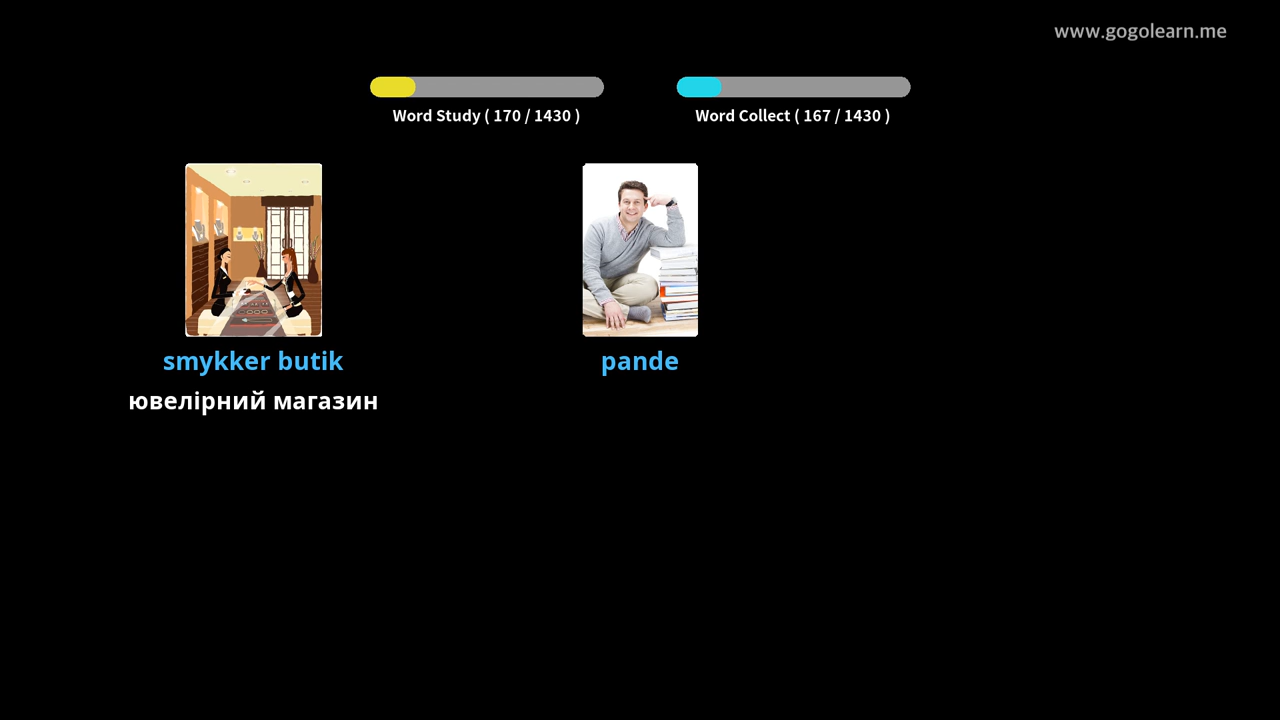 www.gogolearn.me
Word Study ( 170 / 1430 )
Word Collect ( 167 / 1430 )
smykker butik
pande
ювелірний магазин